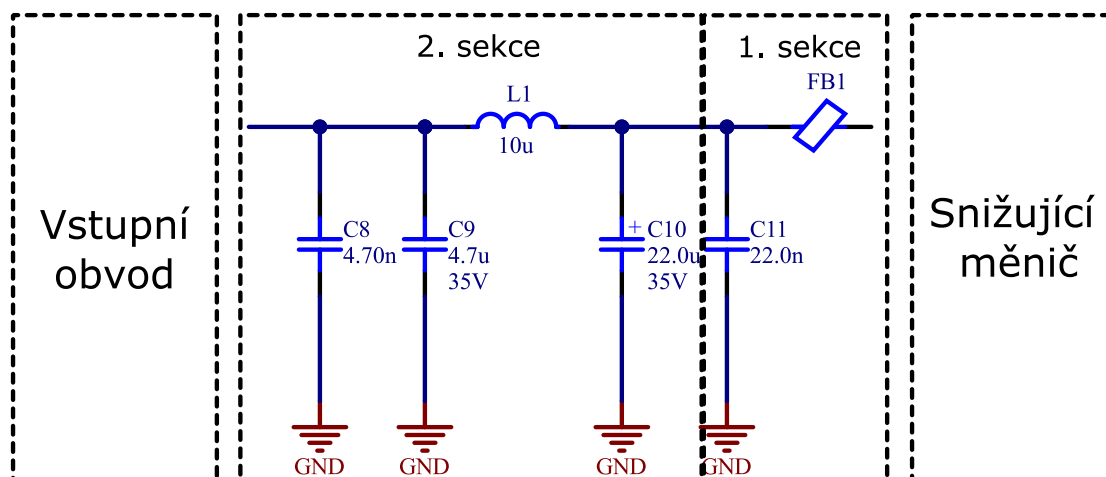 2. sekce
1. sekce
FB1
L1
10u
Vstupní
obvod
C8
4.70n
C9
4.7u
35V
+ C10
22.0u
35V
C11
22.0n
Snižující
měnič
GND
GND
GND
GND